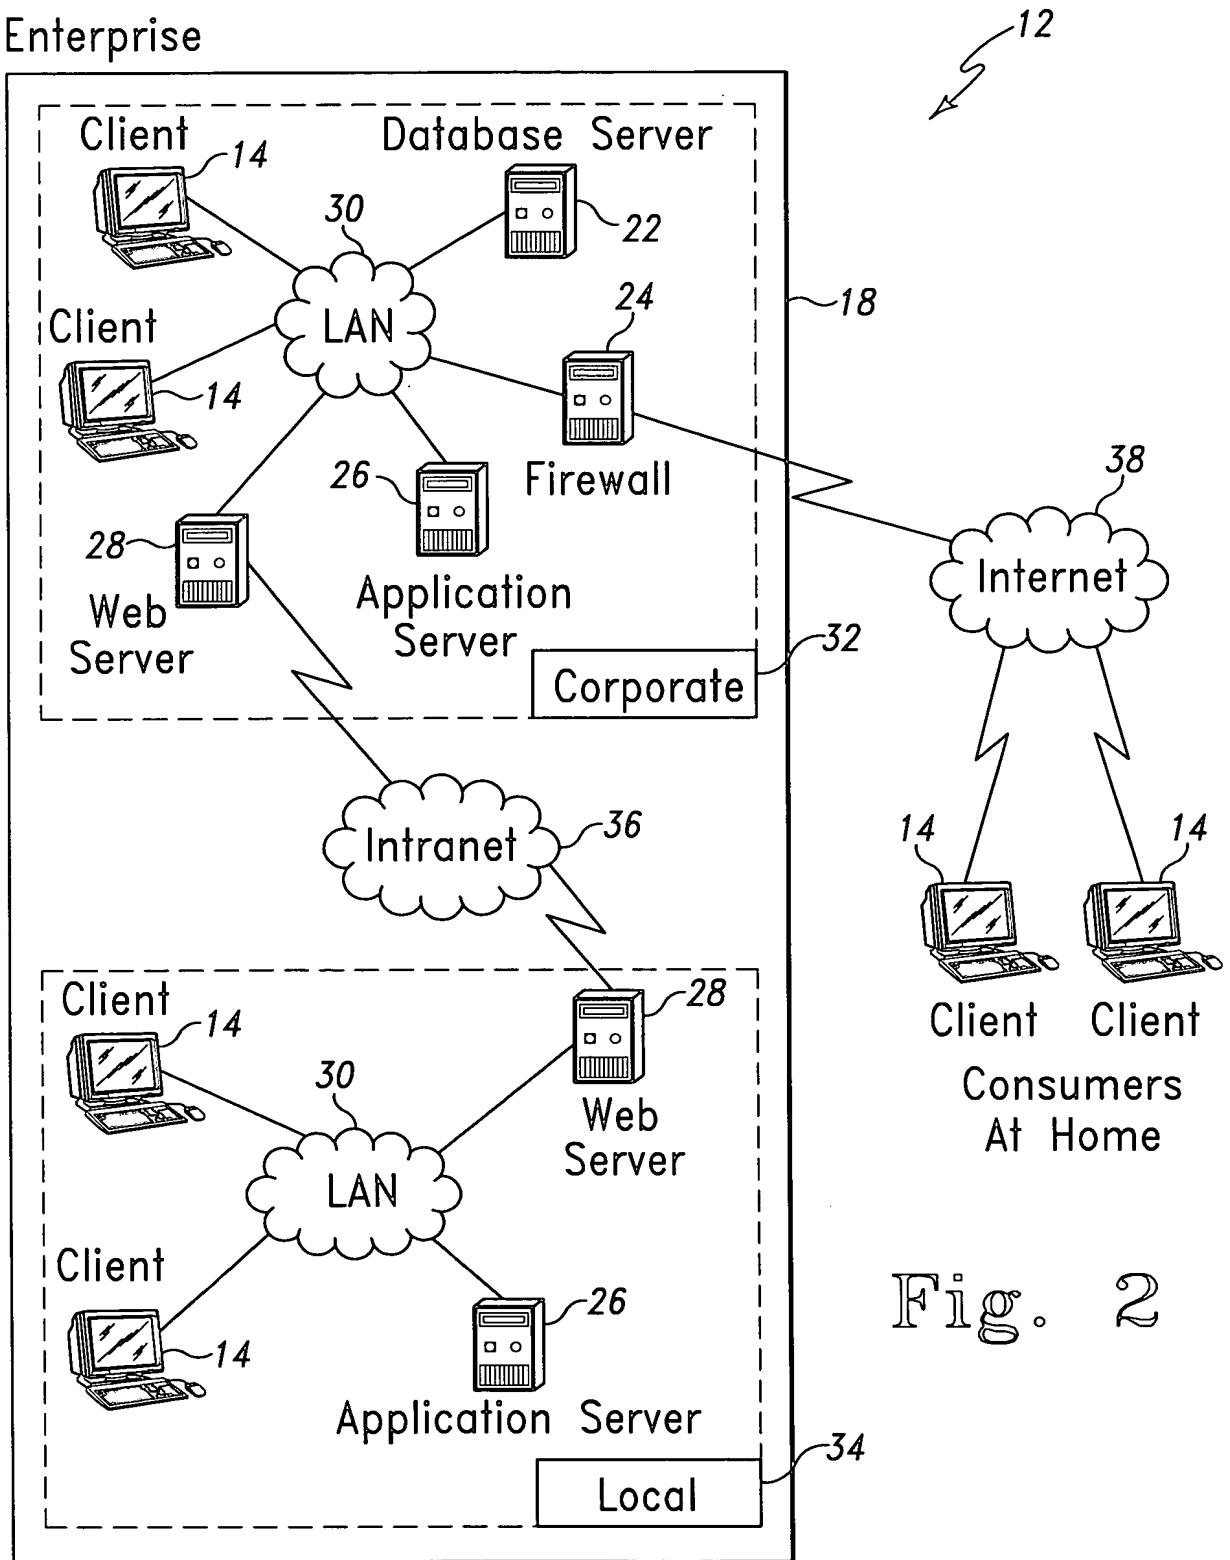 Enterprise
12
Client
14
Database Server
22
30
LAN
24
18
Client
14
Firewall
26
28
Application
Server
Web
Server
38
Internet
32
Corporate
36
Intranet
14
14
Client
Client
Consumers
At Home
Client
14
28
30
LAN
Web
Server
Client
14
26
Application Server
34
Local
Fig. 2